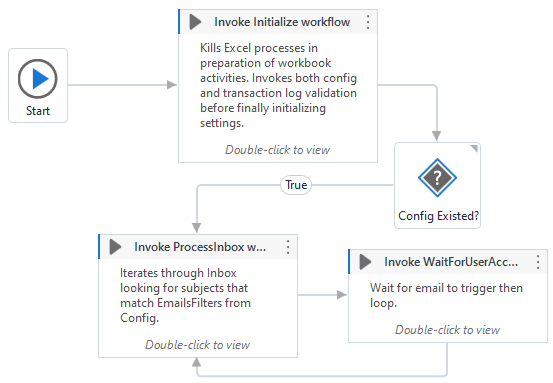 Invoke Initialize workflow
Kills Excel processes in
preparation of workbook
activities. Invokes both config
and transaction log validation
before finally initializing
settings.
Double-click to view
Start
Config Existed?
True
Invoke ProcessInbox w...
Iterates through Inbox
looking for subjects that
match EmailsFilters from
Config.
Double-click to view
Invoke WaitForUserAcc...
Wait for email to trigger then
loop.
Double-click to view